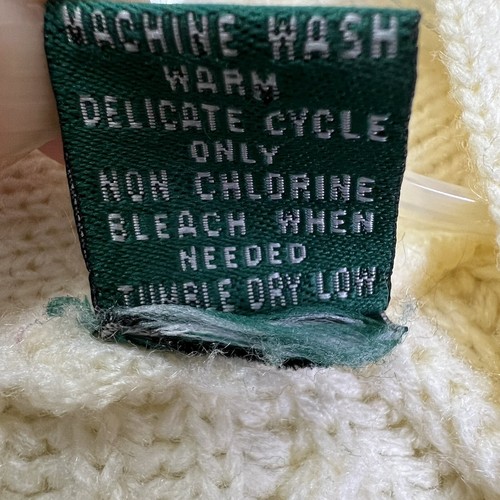 MACHINE WASH
WARM
DELICATE CYCLE
ONLY
NON CHLORINE
BLEACH WHEN
NEEDED
TUMBLE DRY LOW